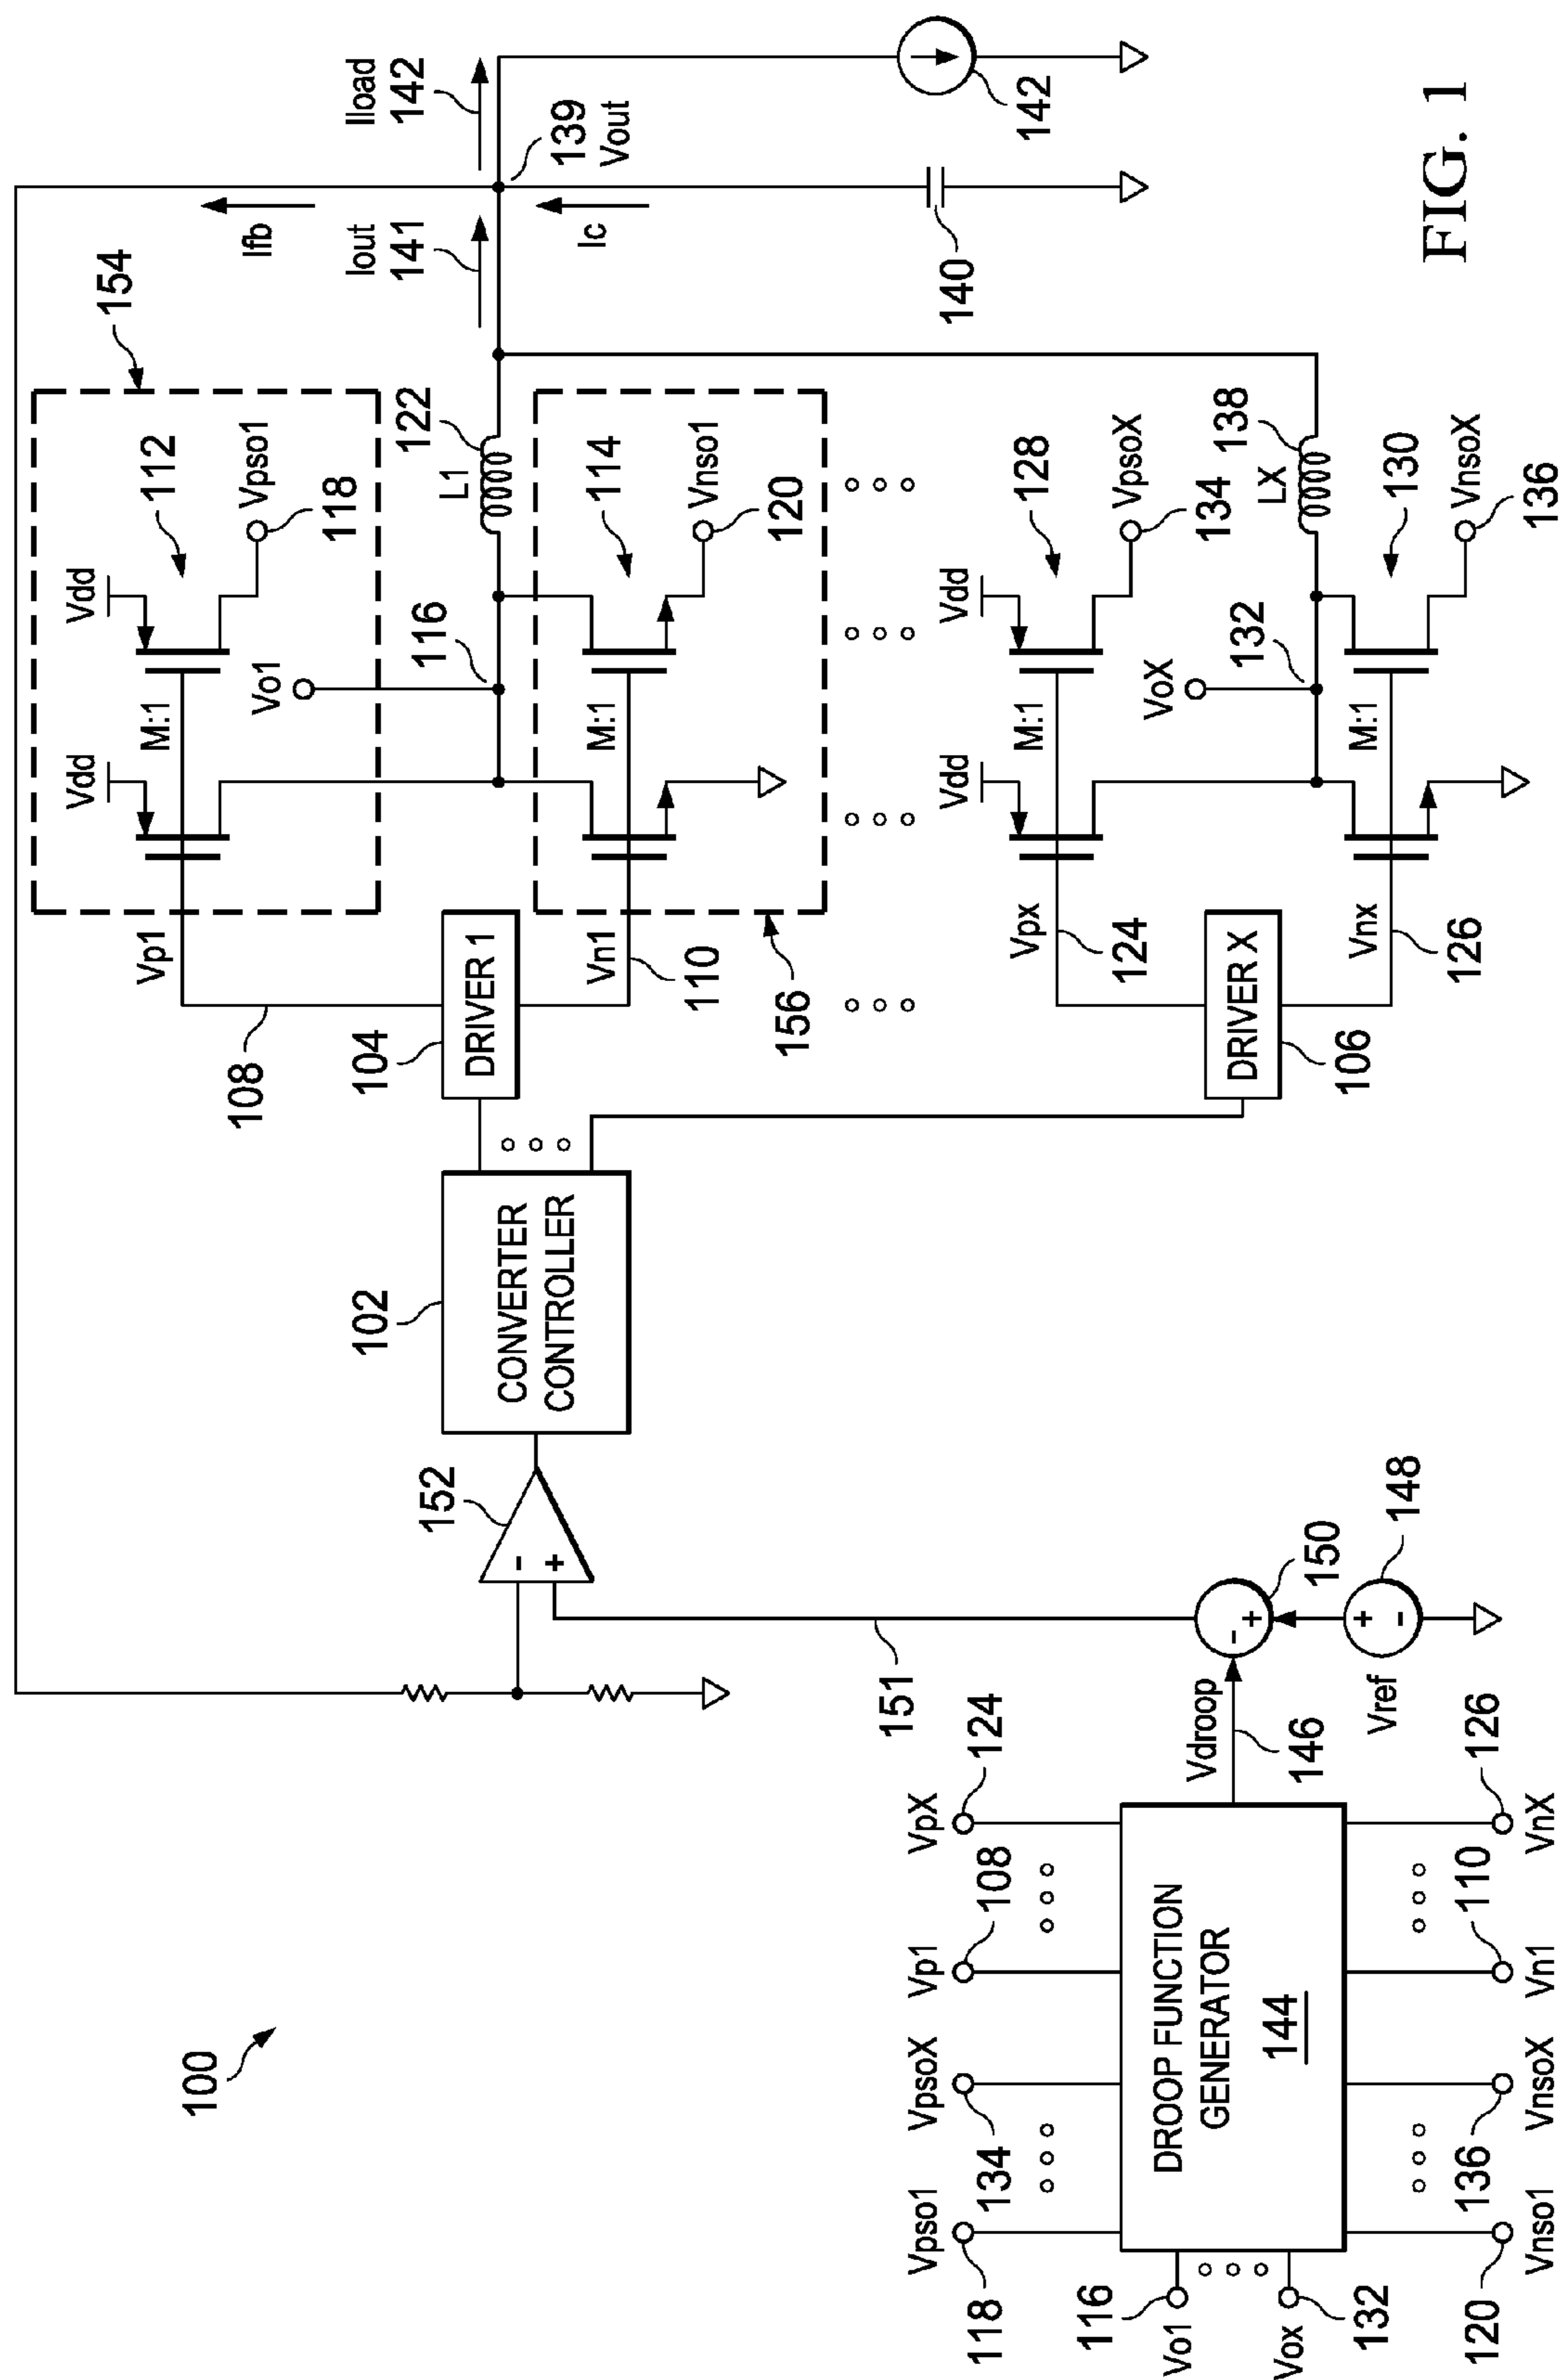 100
Vpso1
118
VpsoX
134
Vp1
108
VpX
124
Vo1
116
Vox
132
DROOP FUNCTION
GENERATOR
144
Vnso1
120
VnsoX
136
Vn1
110
VnX
126
Vdroop
146
Vref
148
-
+
150
+
-
151
152
-
+
CONVERTER
CONTROLLER
102
DRIVER 1
104
DRIVER X
106
108
Vp1
Vn1
110
Vdd
M:1
Vdd
112
Vpso1
118
154
Vo1
116
L1
122
M:1
114
Vnso1
120
156
Vpx
124
Vdd
M:1
Vdd
128
VpsoX
134
VoX
132
LX
138
Vnx
126
M:1
130
VnsoX
136
Ifb
Iout
141
Iload
142
139
Vout
Ic
140
142
FIG. 1